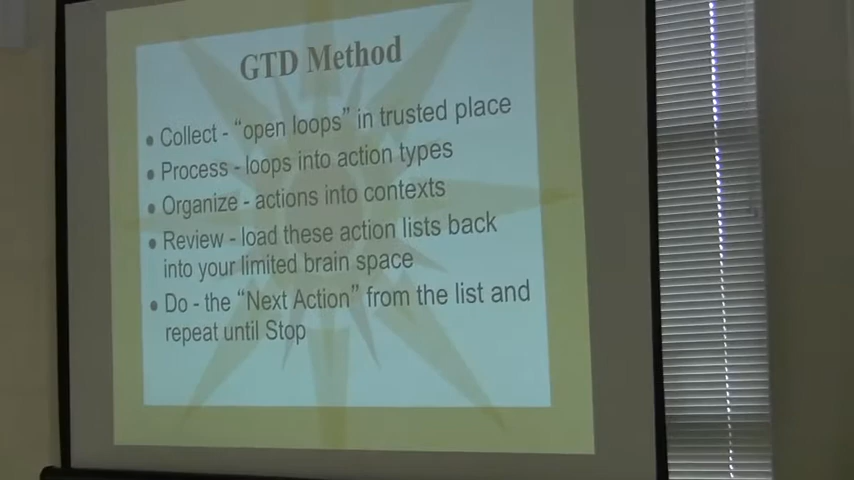 GTD Method
• Collect - "open loops" in trusted place
• Process - loops into action types
• Organize - actions into contexts
• Review - load these action lists back
into your limited brain space
• Do - the "Next Action" from the list and
repeat until Stop